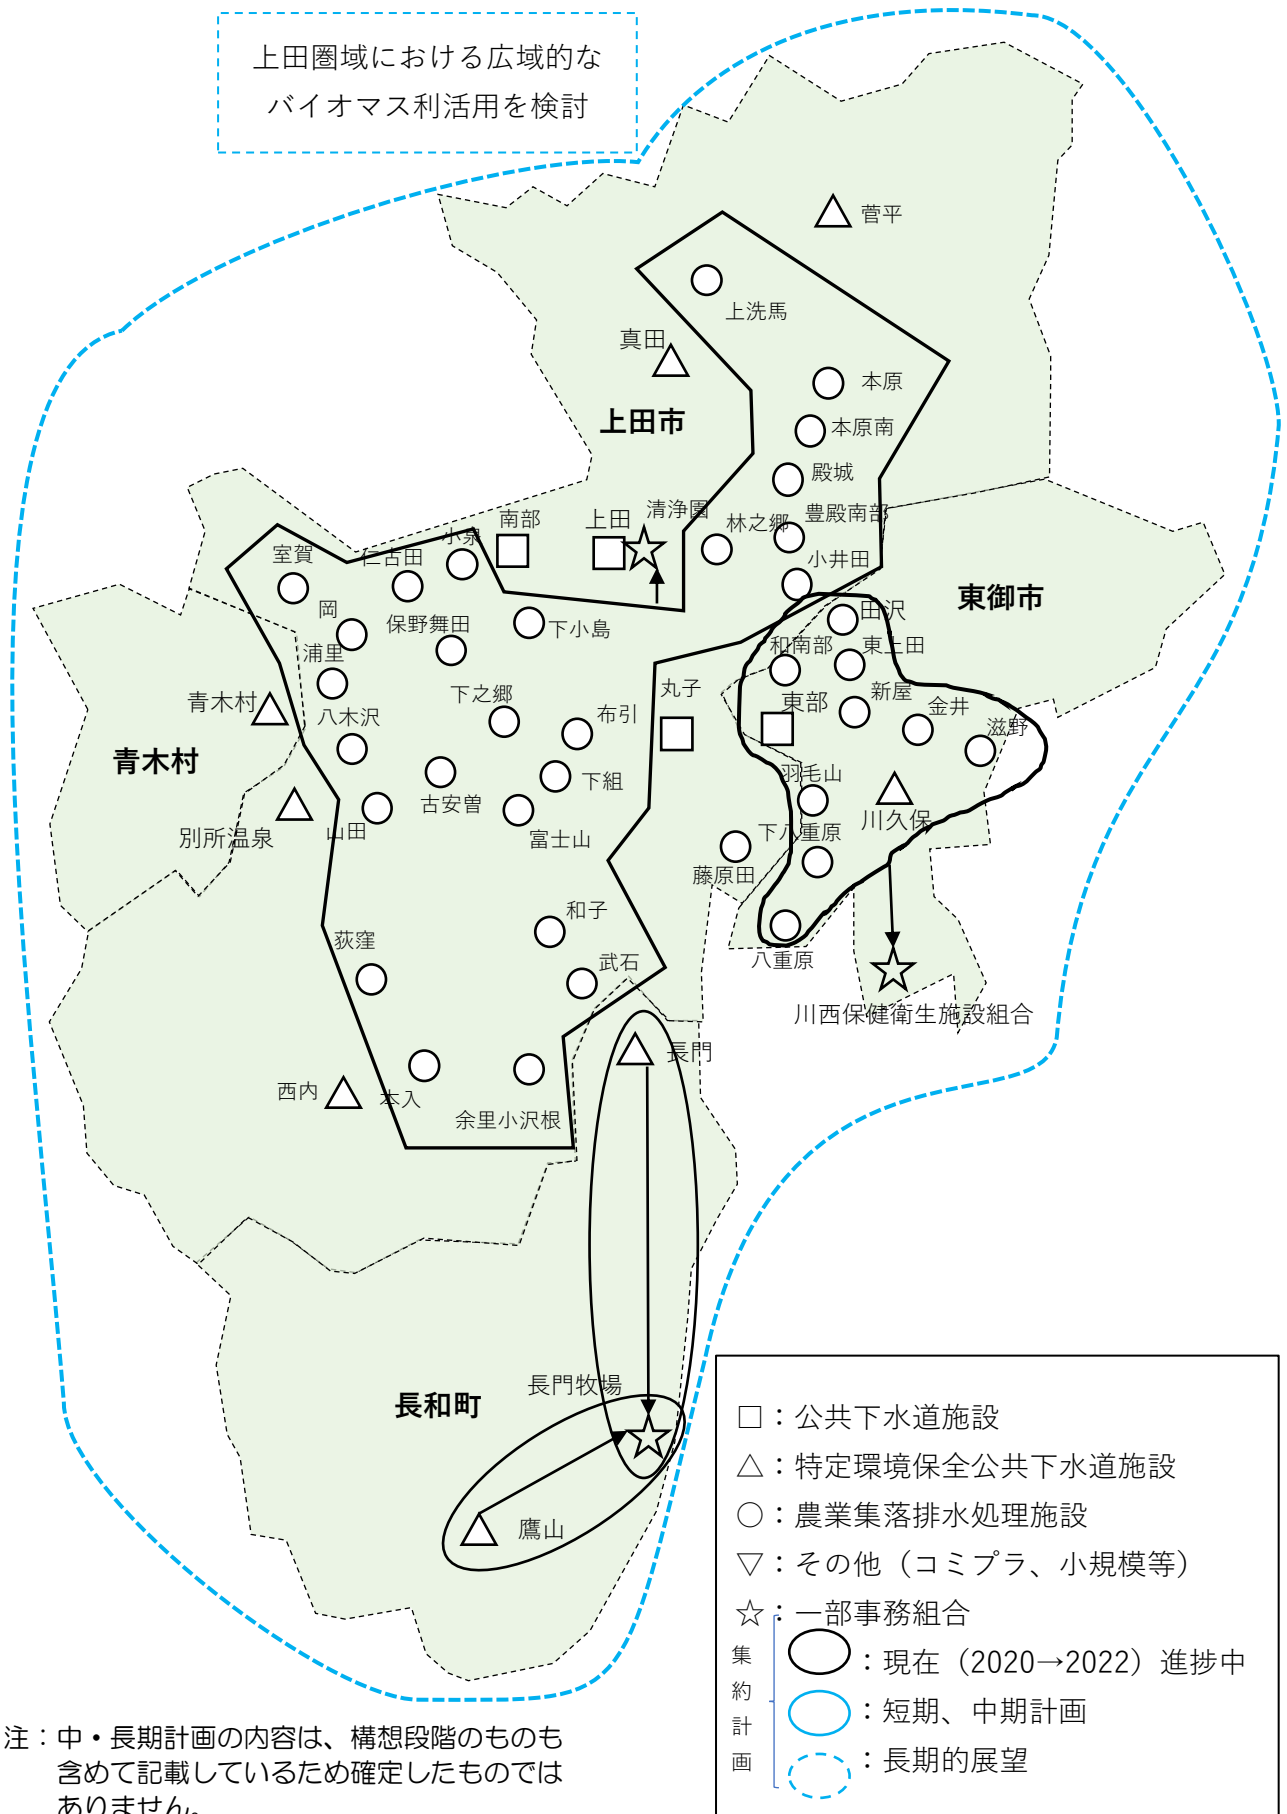 上田圏域における広域的な
バイオマス利活用を検討
菅平
上洗馬
真田
本原
上田市
本原南
殿城
清浄園
豊殿南部
上田
南部
林之郷
小泉
仁古田
室賀
小井田
東御市
岡
保野舞田
下小島
田沢
和南部
東上田
浦里
丸子
新屋
東部
金井
青木村
下之郷
布引
八木沢
滋野
青木村
羽毛山
下組
古安曽
川久保
山田
別所温泉
富士山
下八重原
藤原田
和子
荻窪
武石
八重原
川西保健衛生施設組合
長門
西内
本入
余里小沢根
長門牧場
長和町
鷹山
□：公共下水道施設
△：特定環境保全公共下水道施設
○：農業集落排水処理施設
▽：その他（コミプラ、小規模等）
☆：一部事務組合
集約計画
：現在（2020→2022）進捗中
：短期、中期計画
：長期的展望
注：中・長期計画の内容は、構想段階のものも
含めて記載しているため確定したものでは
ありません。